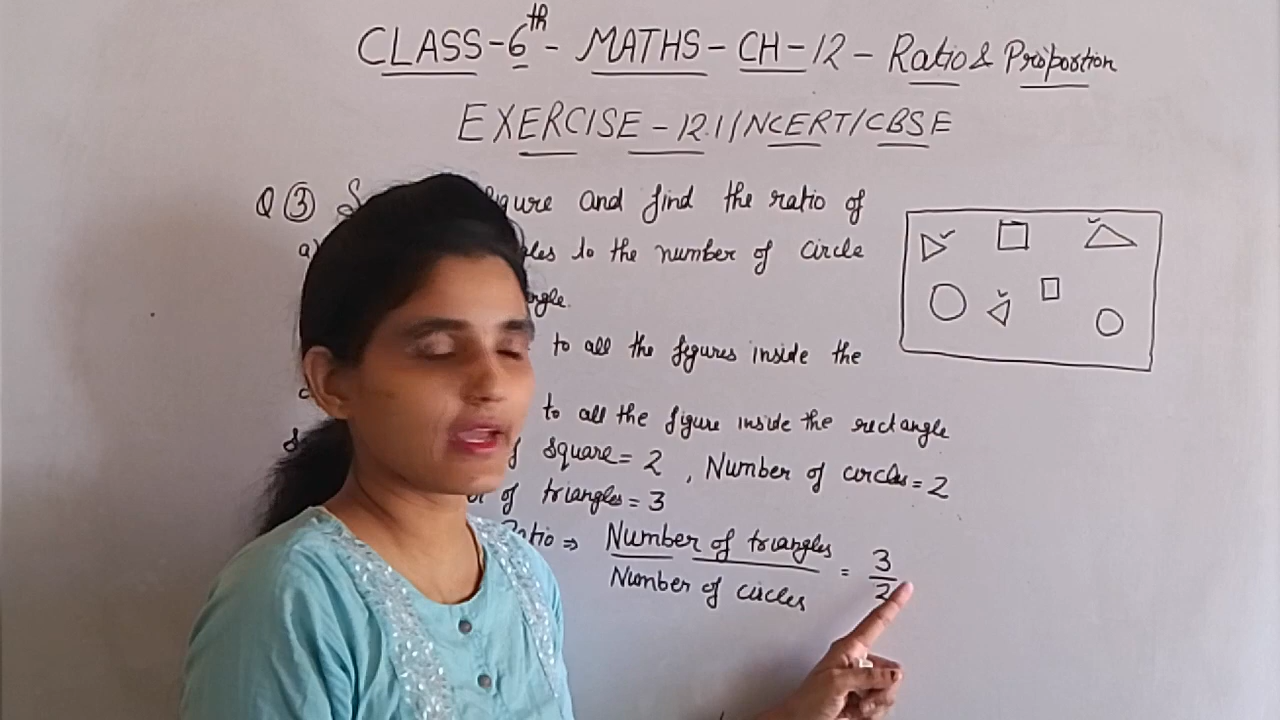 CLASS-6th- MATHS- CH-12 - Ratio & Proportion
EXERCISE - 12.1/NCERT/CBSE
Q ③ and find the ratio of
a) to the number of circle
to all the figures inside the
to all the figure inside the rectangle
square = 2 , Number of circles = 2
of triangles = 3
Ratio ⇒ Number of triangles / Number of circles = 3/2